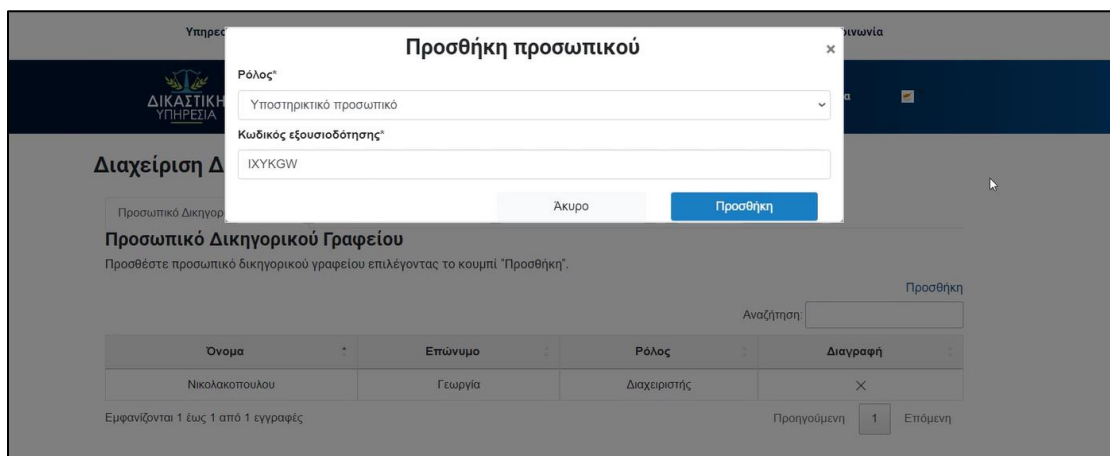 Προσθήκη προσωπικού
×
Ρόλος*
Υποστηρικτικό προσωπικό
Κωδικός εξουσιοδότησης*
IXYKGW
Άκυρο
Προσθήκη
ΔΙΚΑΣΤΙΚΗ
ΥΠΗΡΕΣΙΑ
Διαχείριση Δ
Προσωπικό Δικηγορ
Προσωπικό Δικηγορικού Γραφείου
Προσθέστε προσωπικό δικηγορικού γραφείου επιλέγοντας το κουμπί "Προσθήκη".
Προσθήκη
Αναζήτηση:
Όνομα Επώνυμο Ρόλος Διαγραφή
Νικολακοπουλου Γεωργία Διαχειριστής ×
Εμφανίζονται 1 έως 1 από 1 εγγραφές
Προηγούμενη 1 Επόμενη